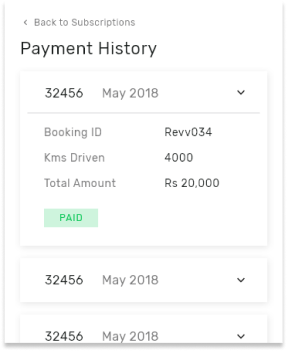 ‹ Back to Subscriptions
Payment History
32456 May 2018
Booking ID Revv034
Kms Driven 4000
Total Amount Rs 20,000
PAID
32456 May 2018
32456 May 2018